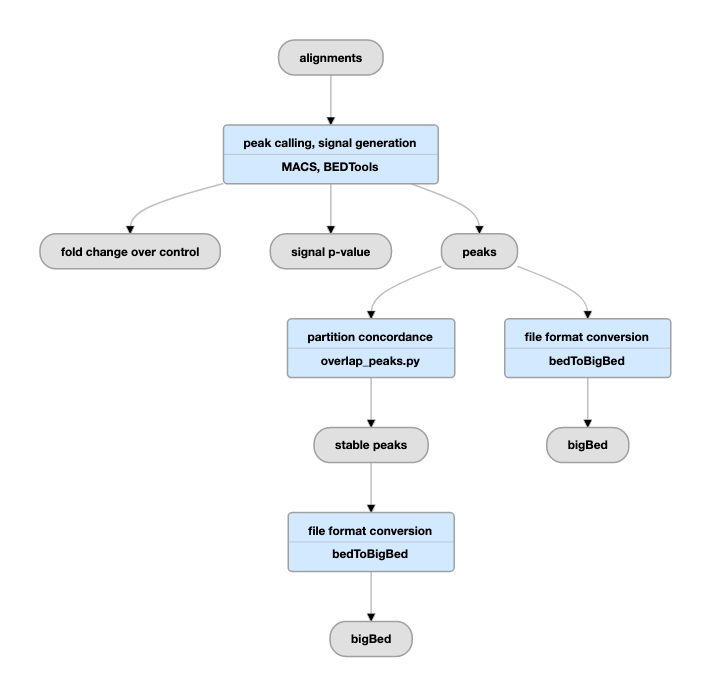 alignments
peak calling, signal generation
MACS, BEDTools
fold change over control
signal p-value
peaks
partition concordance
overlap_peaks.py
file format conversion
bedToBigBed
stable peaks
bigBed
file format conversion
bedToBigBed
bigBed